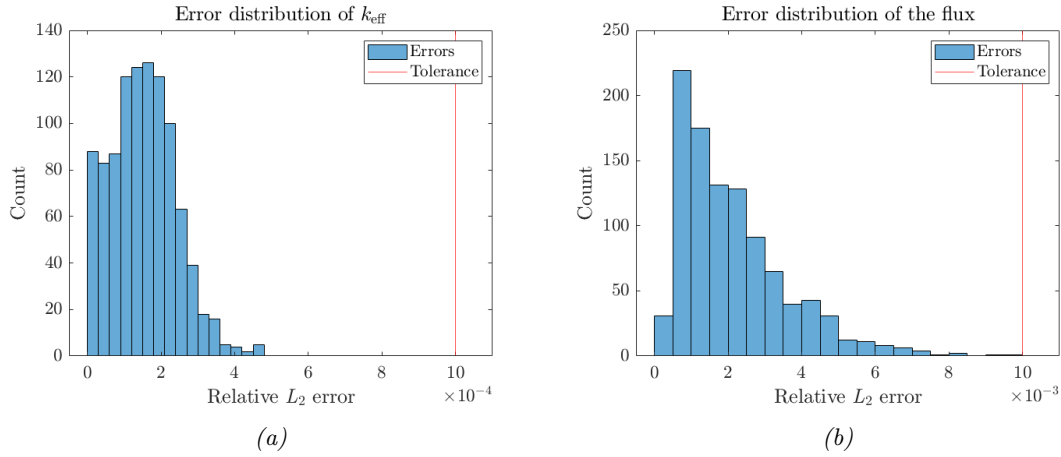 Error distribution of k_eff
140
120
100
80
60
40
20
0
Count
Errors
Tolerance
0 2 4 6 8 10
×10⁻⁴
Relative L₂ error
(a)
Error distribution of the flux
250
200
150
100
50
0
Count
Errors
Tolerance
0 2 4 6 8 10
×10⁻³
Relative L₂ error
(b)